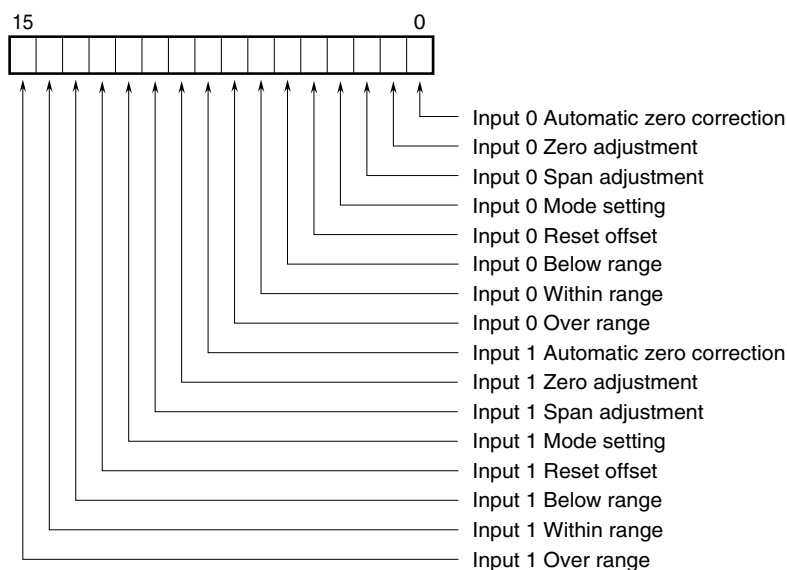 15 0
Input 0 Automatic zero correction
Input 0 Zero adjustment
Input 0 Span adjustment
Input 0 Mode setting
Input 0 Reset offset
Input 0 Below range
Input 0 Within range
Input 0 Over range
Input 1 Automatic zero correction
Input 1 Zero adjustment
Input 1 Span adjustment
Input 1 Mode setting
Input 1 Reset offset
Input 1 Below range
Input 1 Within range
Input 1 Over range